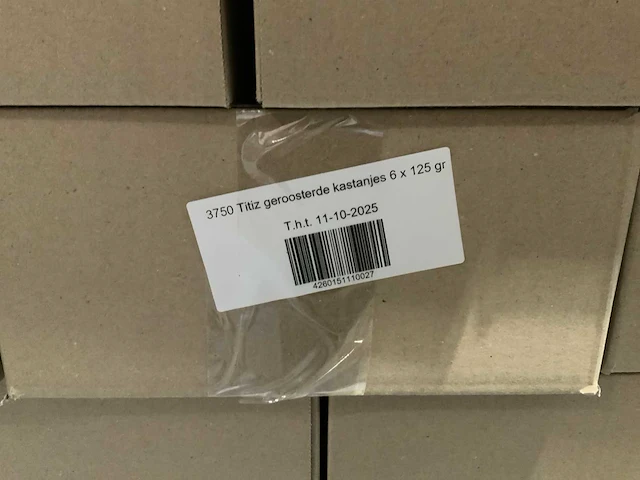 3750 Titiz geroosterde kastanjes 6 x 125 gr
T.h.t. 11-10-2025
4260151110027